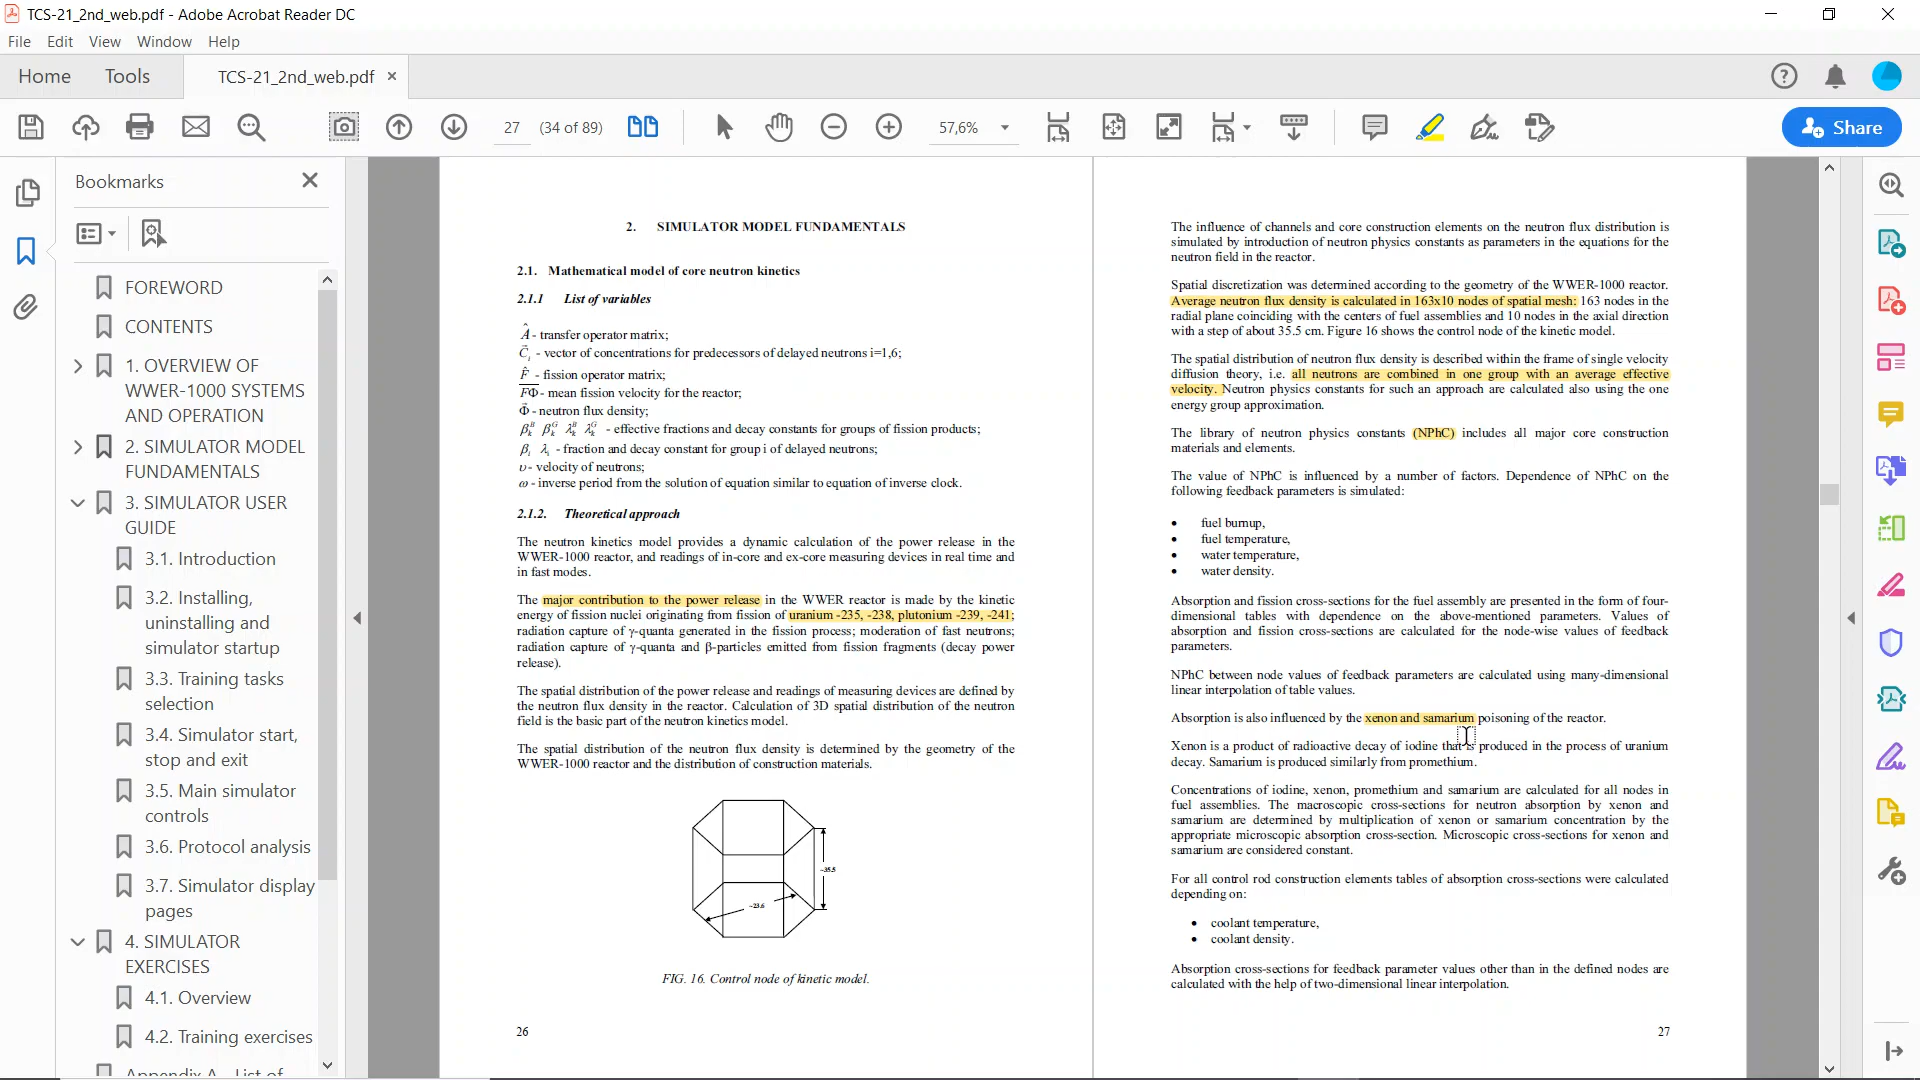 TCS-21_2nd_web.pdf - Adobe Acrobat Reader DC
File Edit View Window Help
Home Tools TCS-21_2nd_web.pdf ×
27 (34 of 89) 57,6% Share
Bookmarks
FOREWORD
CONTENTS
1. OVERVIEW OF
WWER-1000 SYSTEMS
AND OPERATION
2. SIMULATOR MODEL
FUNDAMENTALS
3. SIMULATOR USER
GUIDE
3.1. Introduction
3.2. Installing,
uninstalling and
simulator startup
3.3. Training tasks
selection
3.4. Simulator start,
stop and exit
3.5. Main simulator
controls
3.6. Protocol analysis
3.7. Simulator display
pages
4. SIMULATOR
EXERCISES
4.1. Overview
4.2. Training exercises
Appendix A - List of
2. SIMULATOR MODEL FUNDAMENTALS
2.1. Mathematical model of core neutron kinetics
2.1.1 List of variables
Â - transfer operator matrix;
C⃗i - vector of concentrations for predecessors of delayed neutrons i=1,6;
F̂ - fission operator matrix;
F̅Φ̅ - mean fission velocity for the reactor;
Φ⃗ - neutron flux density;
βkB βkG λkB λkG - effective fractions and decay constants for groups of fission products;
βi λi - fraction and decay constant for group i of delayed neutrons;
υ - velocity of neutrons;
ω - inverse period from the solution of equation similar to equation of inverse clock.
2.1.2. Theoretical approach
The neutron kinetics model provides a dynamic calculation of the power release in the
WWER-1000 reactor, and readings of in-core and ex-core measuring devices in real time and
in fast modes.
The major contribution to the power release in the WWER reactor is made by the kinetic
energy of fission nuclei originating from fission of uranium -235, -238, plutonium -239, -241;
radiation capture of γ-quanta generated in the fission process; moderation of fast neutrons;
radiation capture of γ-quanta and β-particles emitted from fission fragments (decay power
release).
The spatial distribution of the power release and readings of measuring devices are defined by
the neutron flux density in the reactor. Calculation of 3D spatial distribution of the neutron
field is the basic part of the neutron kinetics model.
The spatial distribution of the neutron flux density is determined by the geometry of the
WWER-1000 reactor and the distribution of construction materials.
~35.5
~23.6
FIG. 16. Control node of kinetic model.
26
The influence of channels and core construction elements on the neutron flux distribution is
simulated by introduction of neutron physics constants as parameters in the equations for the
neutron field in the reactor.
Spatial discretization was determined according to the geometry of the WWER-1000 reactor.
Average neutron flux density is calculated in 163x10 nodes of spatial mesh: 163 nodes in the
radial plane coinciding with the centers of fuel assemblies and 10 nodes in the axial direction
with a step of about 35.5 cm. Figure 16 shows the control node of the kinetic model.
The spatial distribution of neutron flux density is described within the frame of single velocity
diffusion theory, i.e. all neutrons are combined in one group with an average effective
velocity. Neutron physics constants for such an approach are calculated also using the one
energy group approximation.
The library of neutron physics constants (NPhC) includes all major core construction
materials and elements.
The value of NPhC is influenced by a number of factors. Dependence of NPhC on the
following feedback parameters is simulated:
• fuel burnup,
• fuel temperature,
• water temperature,
• water density.
Absorption and fission cross-sections for the fuel assembly are presented in the form of four-
dimensional tables with dependence on the above-mentioned parameters. Values of
absorption and fission cross-sections are calculated for the node-wise values of feedback
parameters.
NPhC between node values of feedback parameters are calculated using many-dimensional
linear interpolation of table values.
Absorption is also influenced by the xenon and samarium poisoning of the reactor.
Xenon is a product of radioactive decay of iodine that is produced in the process of uranium
decay. Samarium is produced similarly from promethium.
Concentrations of iodine, xenon, promethium and samarium are calculated for all nodes in
fuel assemblies. The macroscopic cross-sections for neutron absorption by xenon and
samarium are determined by multiplication of xenon or samarium concentration by the
appropriate microscopic absorption cross-section. Microscopic cross-sections for xenon and
samarium are considered constant.
For all control rod construction elements tables of absorption cross-sections were calculated
depending on:
• coolant temperature,
• coolant density.
Absorption cross-sections for feedback parameter values other than in the defined nodes are
calculated with the help of two-dimensional linear interpolation.
27